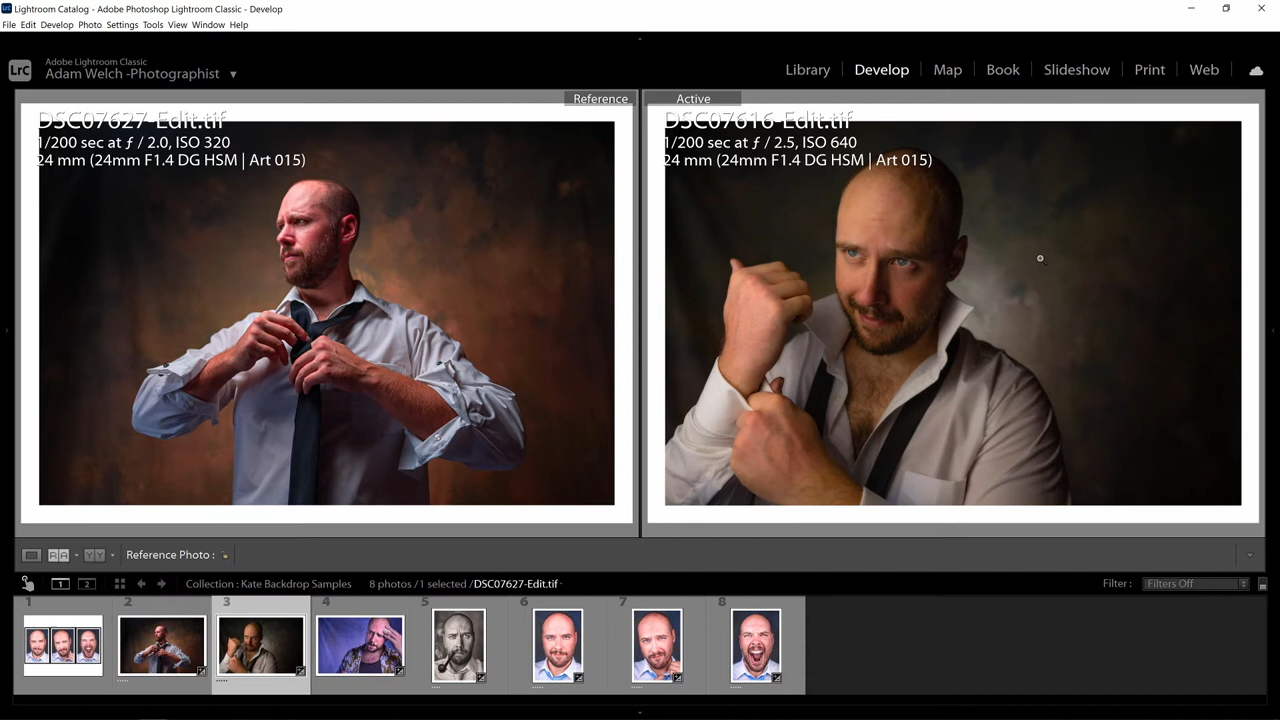 Lightroom Catalog - Adobe Photoshop Lightroom Classic - Develop
File Edit Develop Photo Settings Tools View Window Help
LrC
Adobe Lightroom Classic
Adam Welch -Photographist
Library Develop Map Book Slideshow Print Web
Reference
DSC07627-Edit.tif
1/200 sec at ƒ / 2.0, ISO 320
24 mm (24mm F1.4 DG HSM | Art 015)
Active
DSC07616-Edit.tif
1/200 sec at ƒ / 2.5, ISO 640
24 mm (24mm F1.4 DG HSM | Art 015)
RA YY Reference Photo :
1 2 Collection : Kate Backdrop Samples 8 photos /1 selected /DSC07627-Edit.tif Filter : Filters Off
1 2 3 4 5 6 7 8